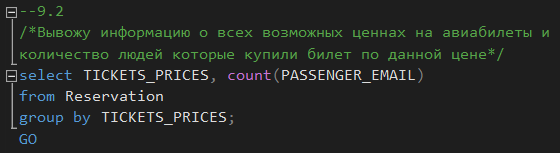 --9.2
/*Вывожу информацию о всех возможных ценнах на авиабилеты и
количество людей которые купили билет по данной цене*/
select TICKETS_PRICES, count(PASSENGER_EMAIL)
from Reservation
group by TICKETS_PRICES;
GO